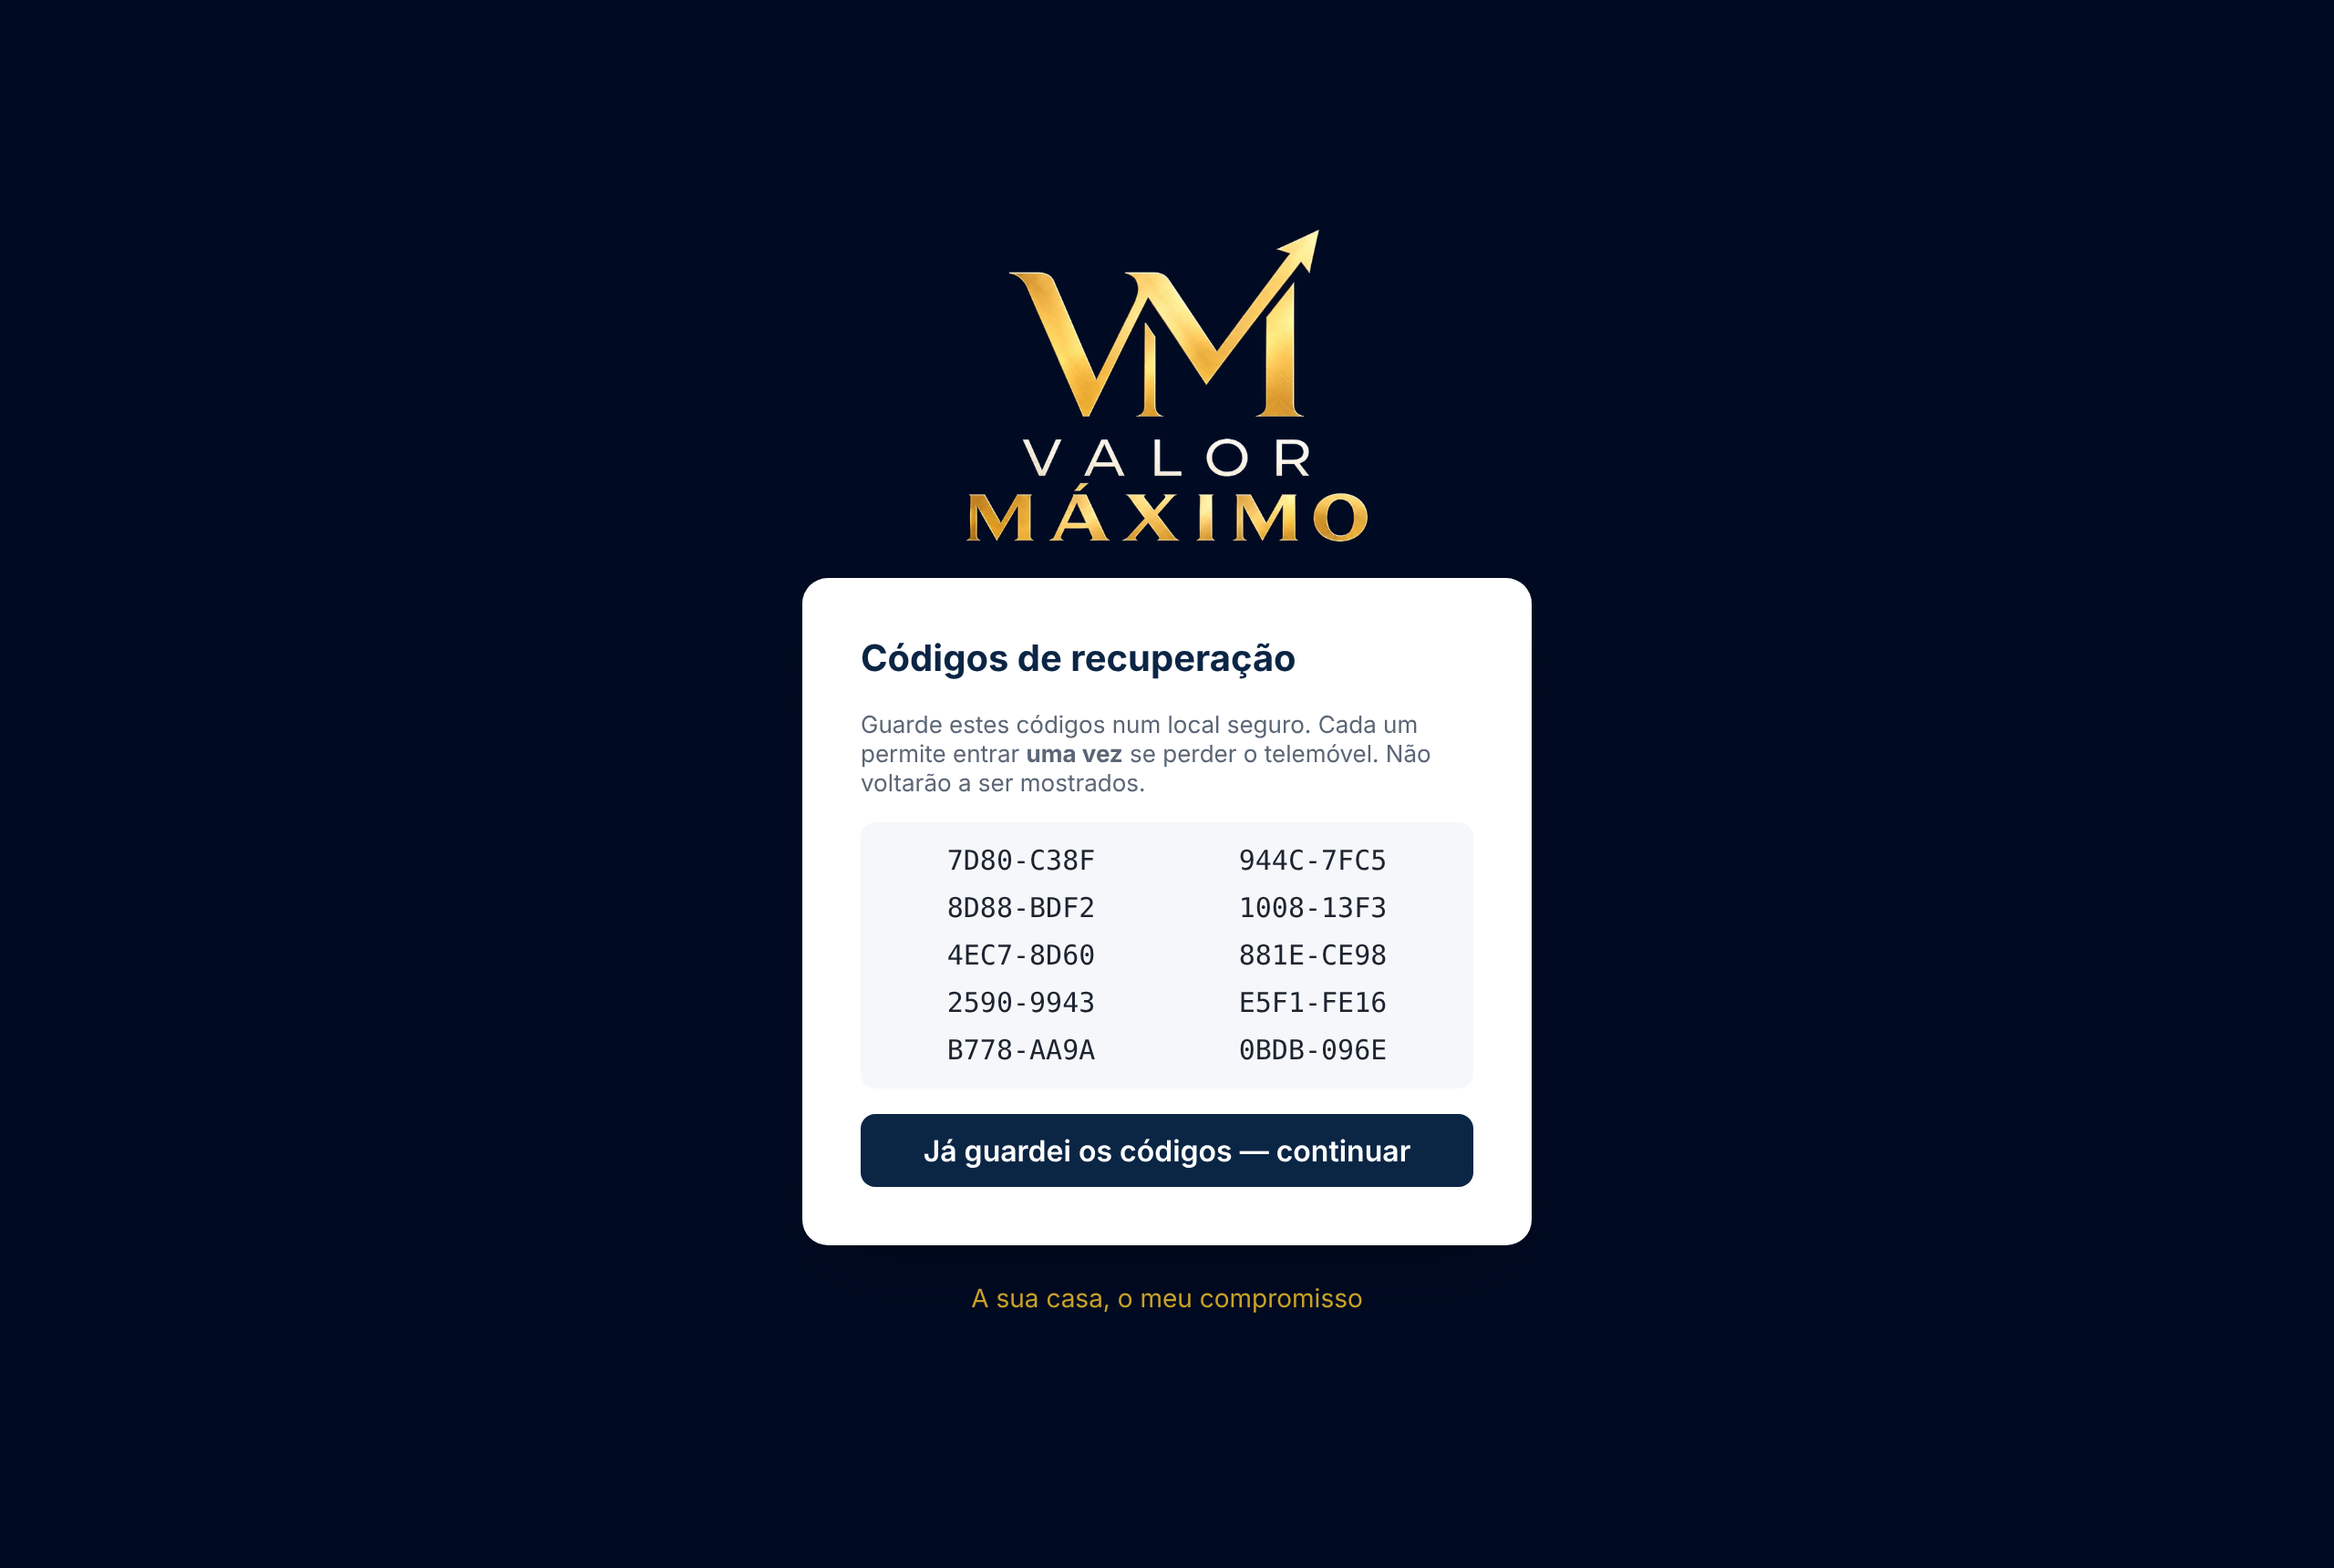 VM
VALOR
MÁXIMO
Códigos de recuperação
Guarde estes códigos num local seguro. Cada um
permite entrar uma vez se perder o telemóvel. Não
voltarão a ser mostrados.
7D80-C38F 944C-7FC5
8D88-BDF2 1008-13F3
4EC7-8D60 881E-CE98
2590-9943 E5F1-FE16
B778-AA9A 0BDB-096E
Já guardei os códigos — continuar
A sua casa, o meu compromisso